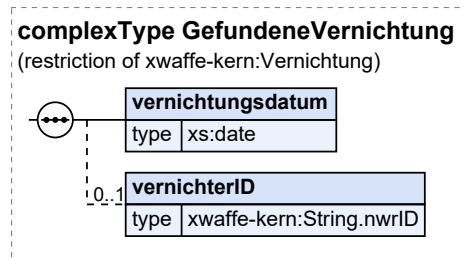 complexType GefundeneVernichtung
(restriction of xwaffe-kern:Vernichtung)
vernichtungsdatum
type xs:date
0..1
vernichterID
type xwaffe-kern:String.nwrID